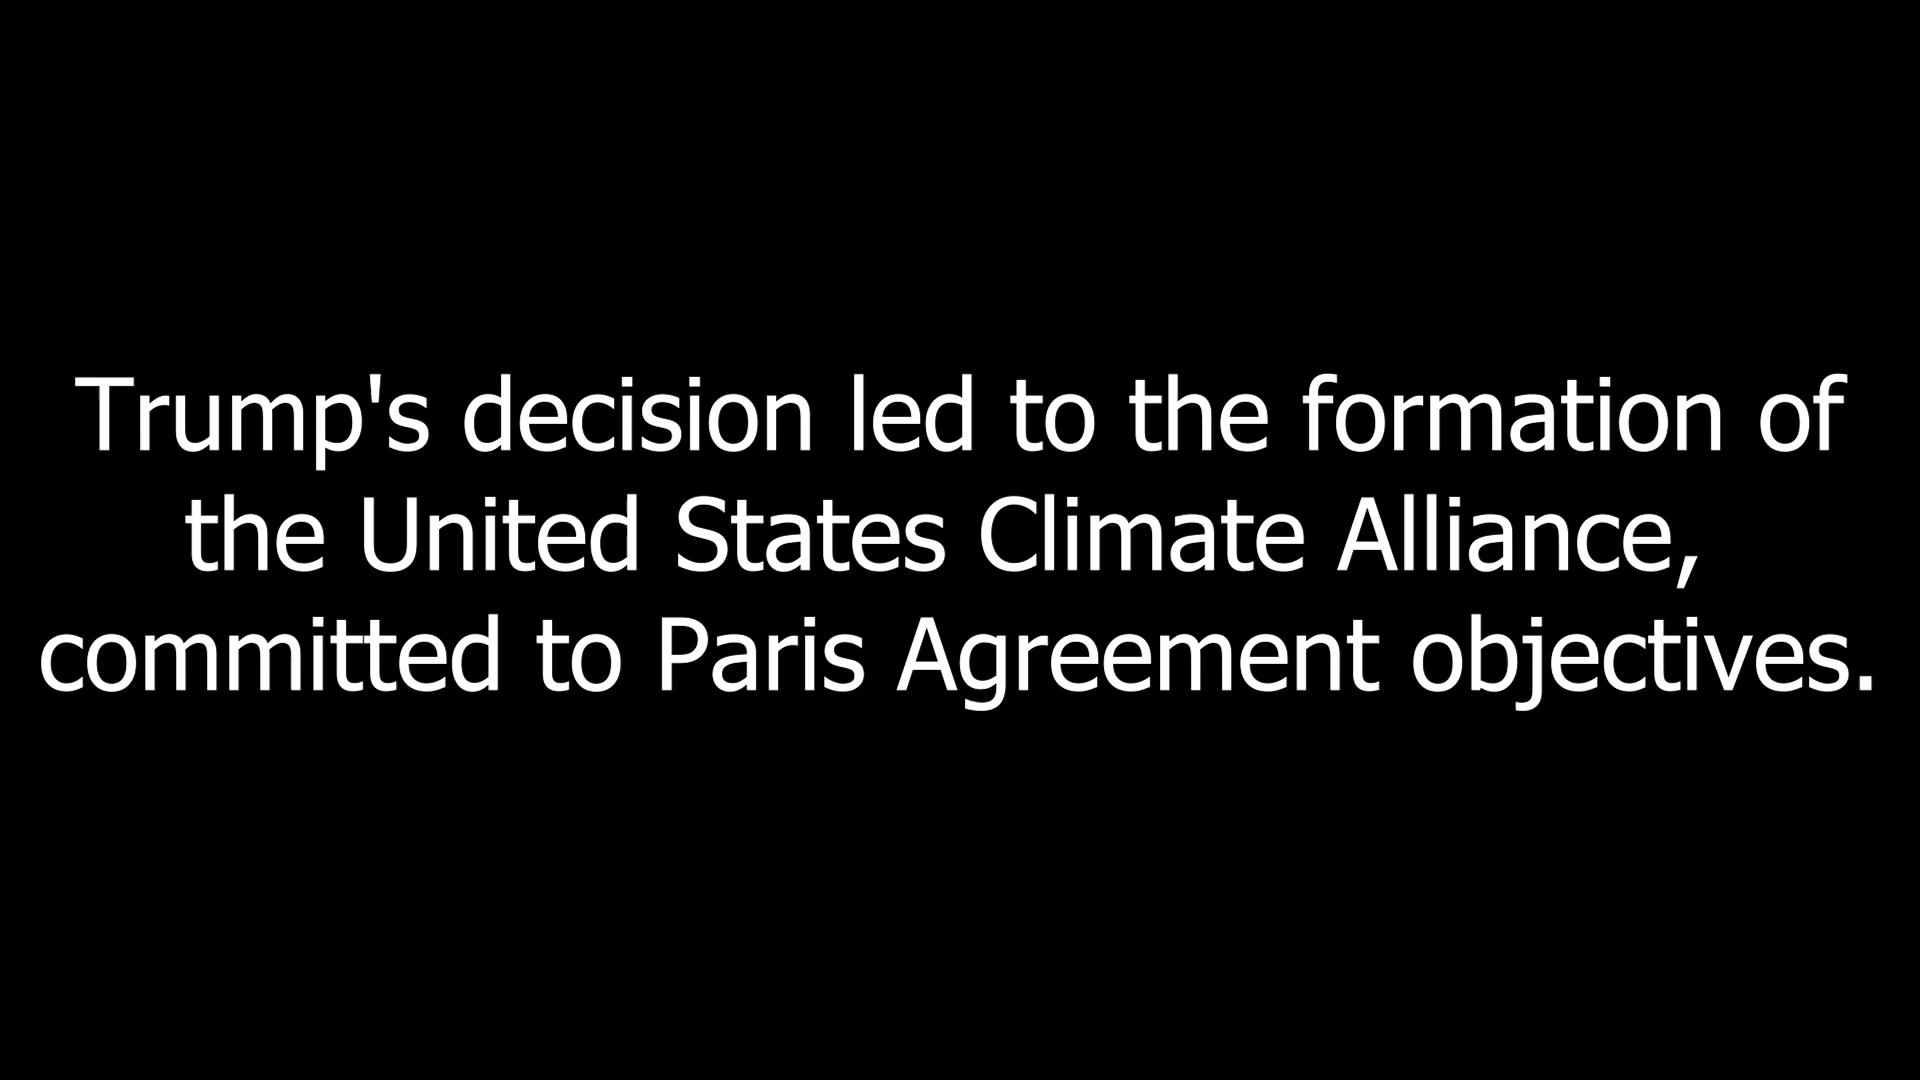 Trump's decision led to the formation of
the United States Climate Alliance,
committed to Paris Agreement objectives.